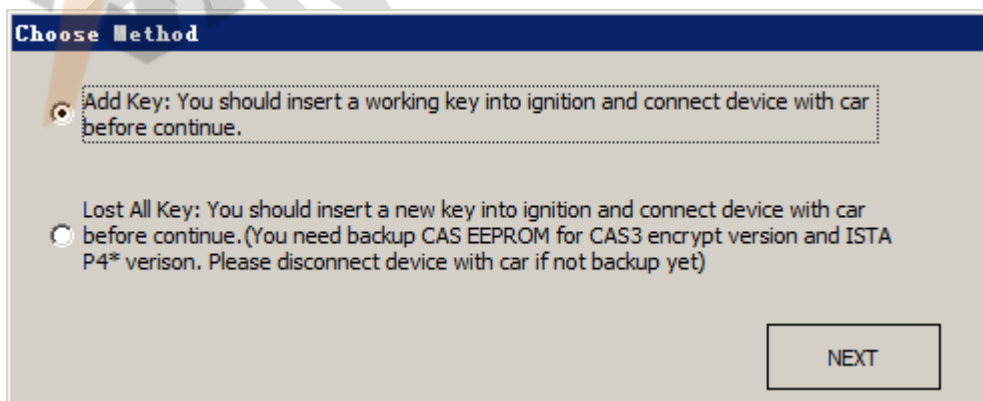 Choose Method
Add Key: You should insert a working key into ignition and connect device with car
before continue.
Lost All Key: You should insert a new key into ignition and connect device with car
before continue.(You need backup CAS EEPROM for CAS3 encrypt version and ISTA
P4* verison. Please disconnect device with car if not backup yet)
NEXT